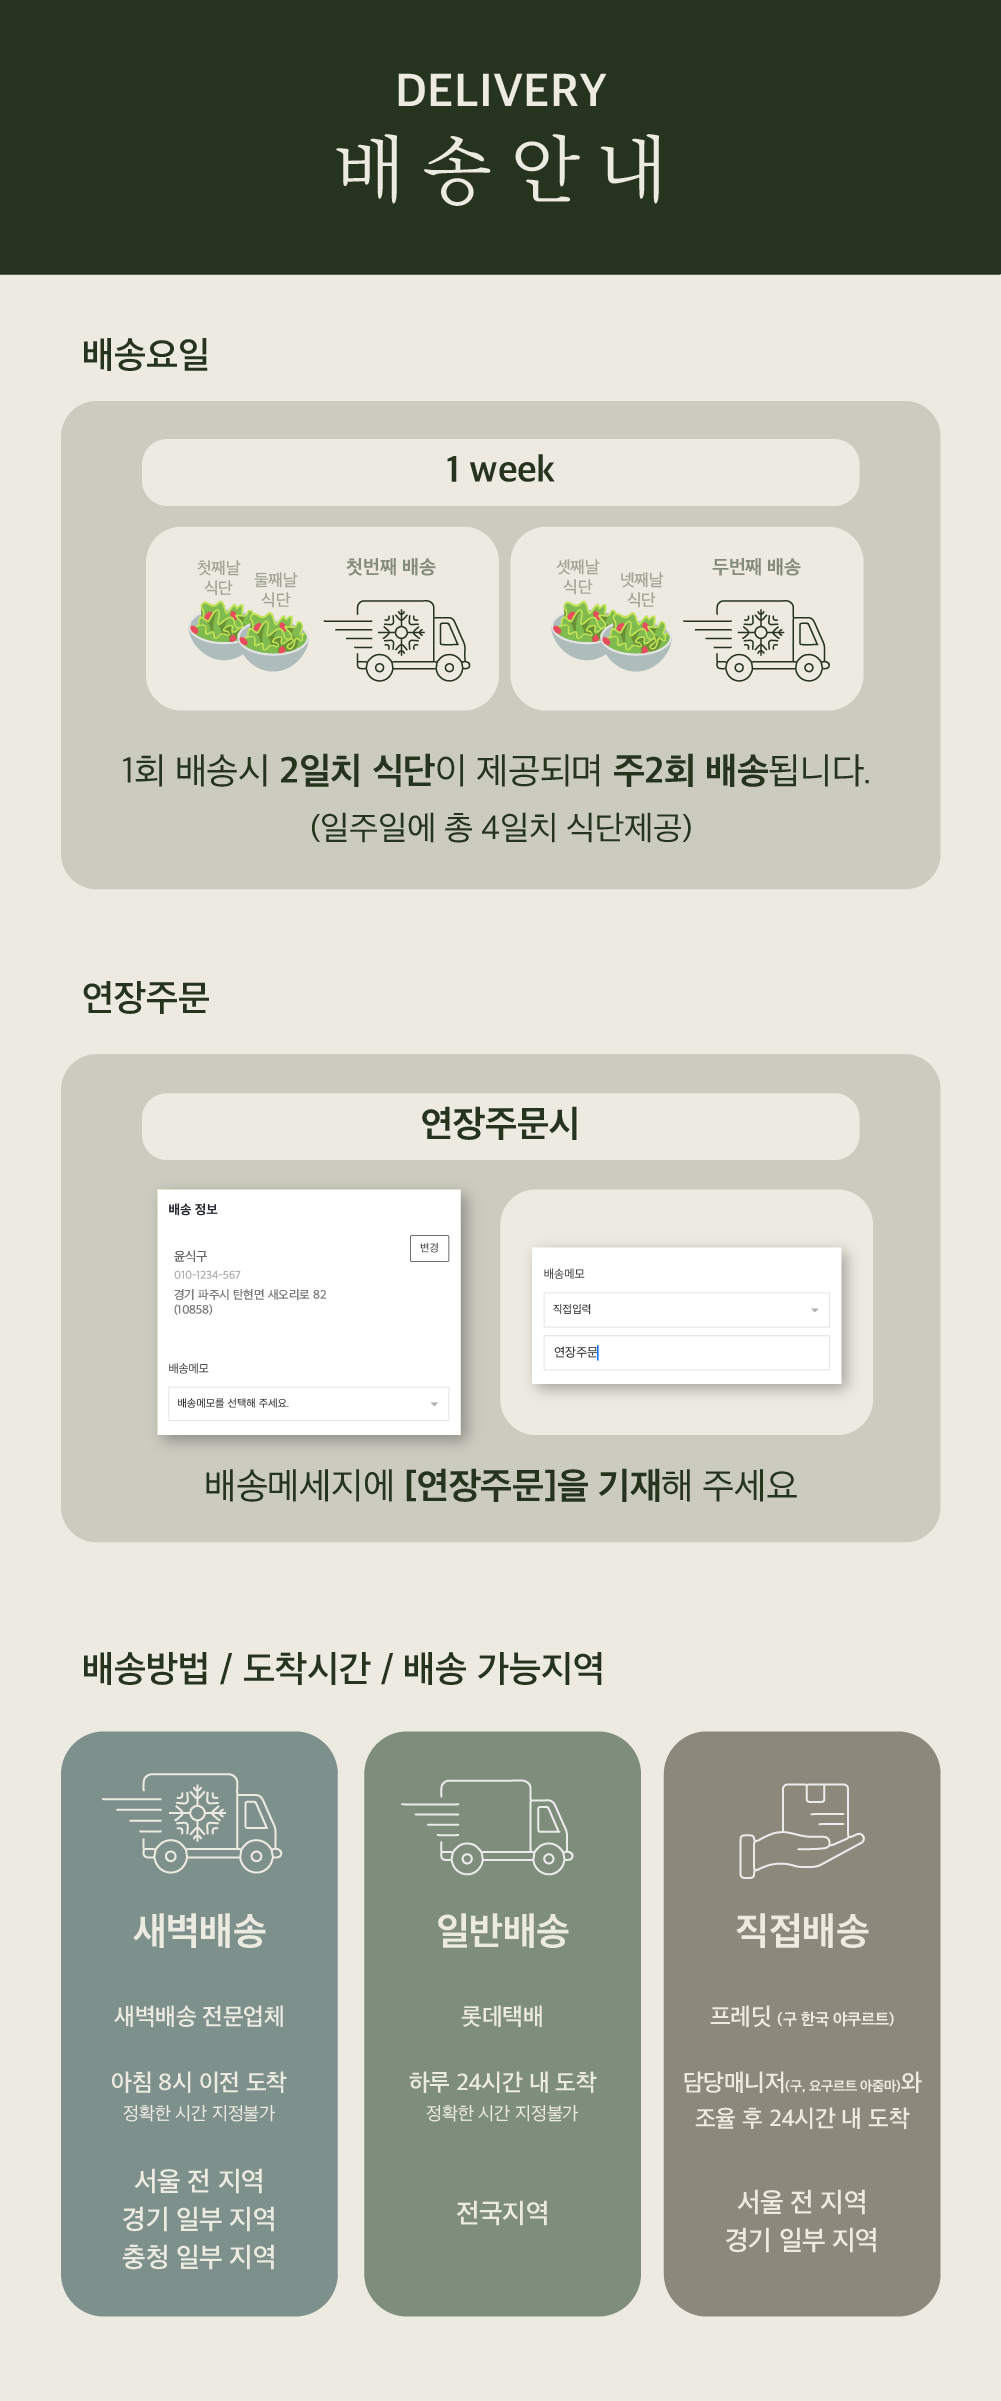 DELIVERY
배송안내
배송요일
1 week
첫째날
식단
둘째날
식단
첫번째 배송
셋째날
식단
넷째날
식단
두번째 배송
1회 배송시 2일치 식단이 제공되며 주2회 배송됩니다.
(일주일에 총 4일치 식단제공)
연장주문
연장주문시
배송 정보
변경
윤식구
010-1234-567
경기 파주시 탄현면 새오리로 82
(10858)
배송메모
배송메모를 선택해 주세요.
배송메모
직접입력
연장주문
배송메세지에 [연장주문]을 기재해 주세요
배송방법 / 도착시간 / 배송 가능지역
새벽배송
새벽배송 전문업체
아침 8시 이전 도착
정확한 시간 지정불가
서울 전 지역
경기 일부 지역
충청 일부 지역
일반배송
롯데택배
하루 24시간 내 도착
정확한 시간 지정불가
전국지역
직접배송
프레딧 (구 한국 야쿠르트)
담당매니저(구, 요구르트 아줌마)와
조율 후 24시간 내 도착
서울 전 지역
경기 일부 지역